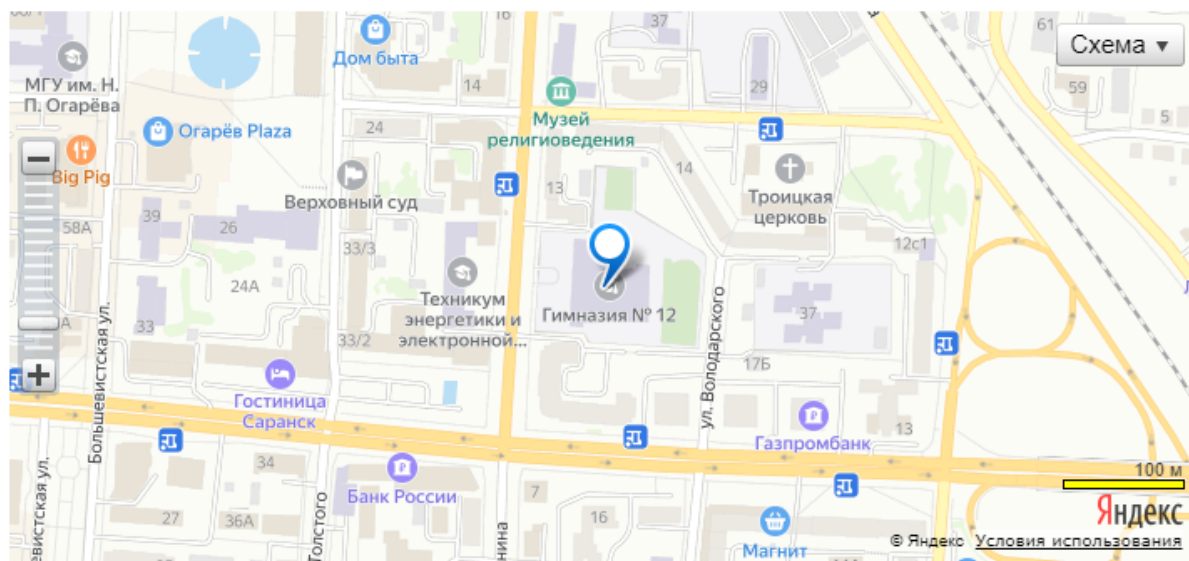 16
37
61
Схема ▾
Дом быта
МГУ им. Н.
П. Огарёва
14
29
59
5
Огарёв Plaza
24
Музей
религиоведения
Big Pig
Верховный суд
13
14
Троицкая
церковь
39
26
58А
33/3
12с1
24А
Техникум
энергетики и
электронной...
Гимназия № 12
37
33
33/2
17Б
Большевистская ул.
ул. Володарского
Гостиница
Саранск
Газпромбанк
13
34
Банк России
100 м
7
27
36А
16
Толстого
Магнит
Яндекс
© Яндекс Условия использования